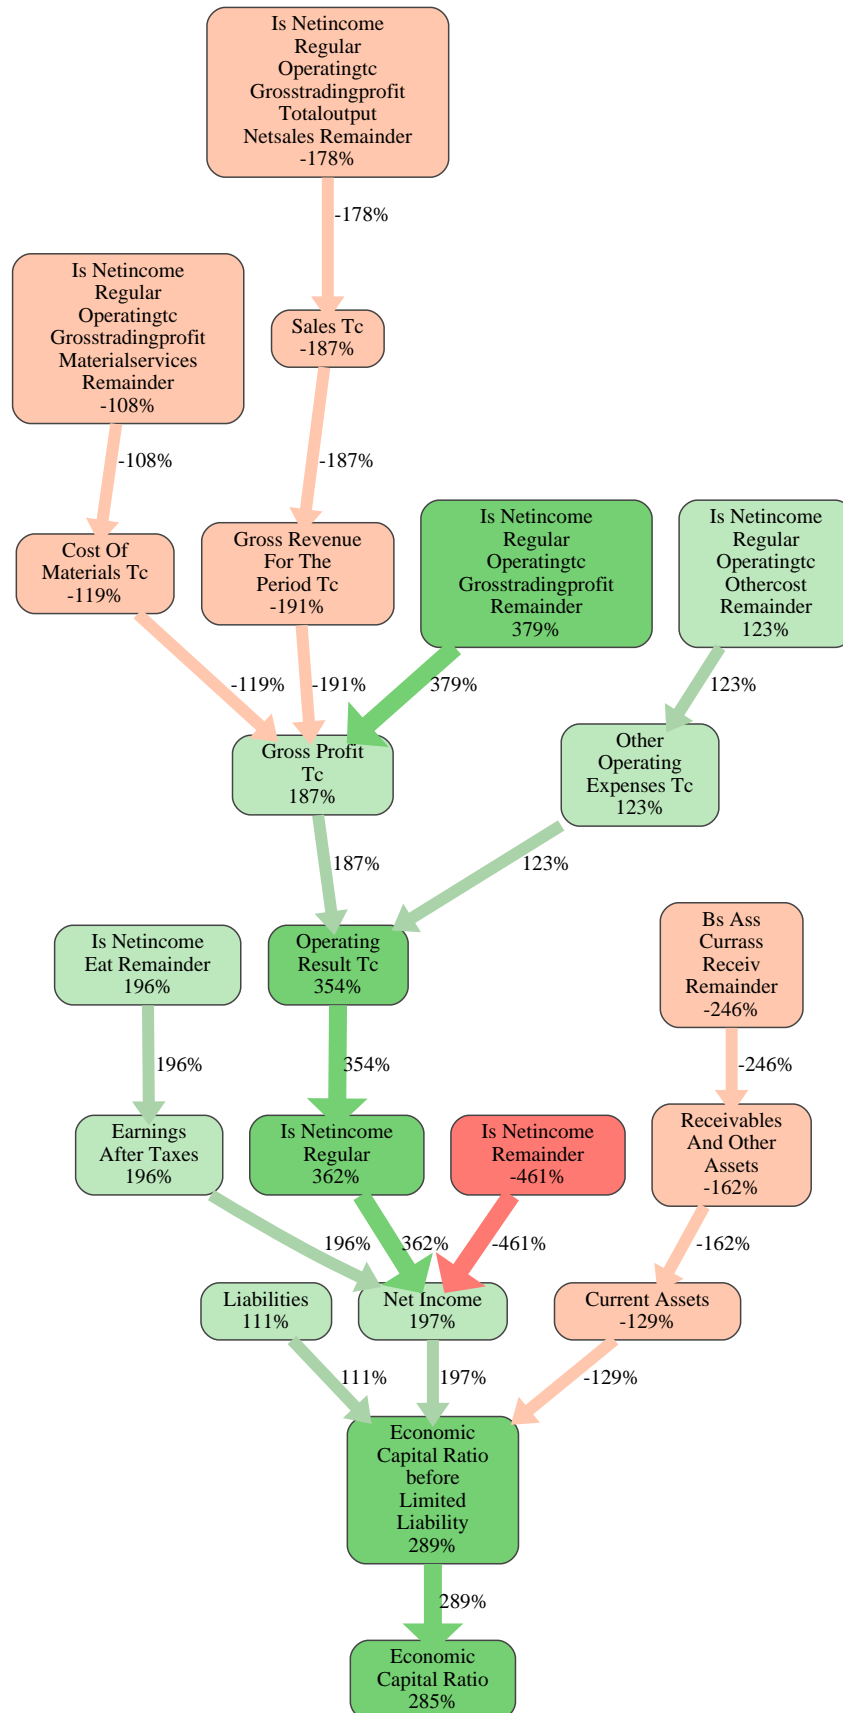 Is Netincome
Regular
Operatingtc
Grosstradingprofit
Totaloutput
Netsales Remainder
-178%
-178%
Is Netincome
Regular
Operatingtc
Grosstradingprofit
Materialservices
Remainder
-108%
Sales Tc
-187%
-108%
-187%
Cost Of
Materials Tc
-119%
Gross Revenue
For The
Period Tc
-191%
Is Netincome
Regular
Operatingtc
Grosstradingprofit
Remainder
379%
Is Netincome
Regular
Operatingtc
Othercost
Remainder
123%
-119%
-191%
379%
123%
Gross Profit
Tc
187%
Other
Operating
Expenses Tc
123%
187%
123%
Is Netincome
Eat Remainder
196%
Operating
Result Tc
354%
Bs Ass
Currass
Receiv
Remainder
-246%
196%
354%
-246%
Earnings
After Taxes
196%
Is Netincome
Regular
362%
Is Netincome
Remainder
-461%
Receivables
And Other
Assets
-162%
196%
362%
-461%
-162%
Liabilities
111%
Net Income
197%
Current Assets
-129%
111%
197%
-129%
Economic
Capital Ratio
before
Limited
Liability
289%
289%
Economic
Capital Ratio
285%